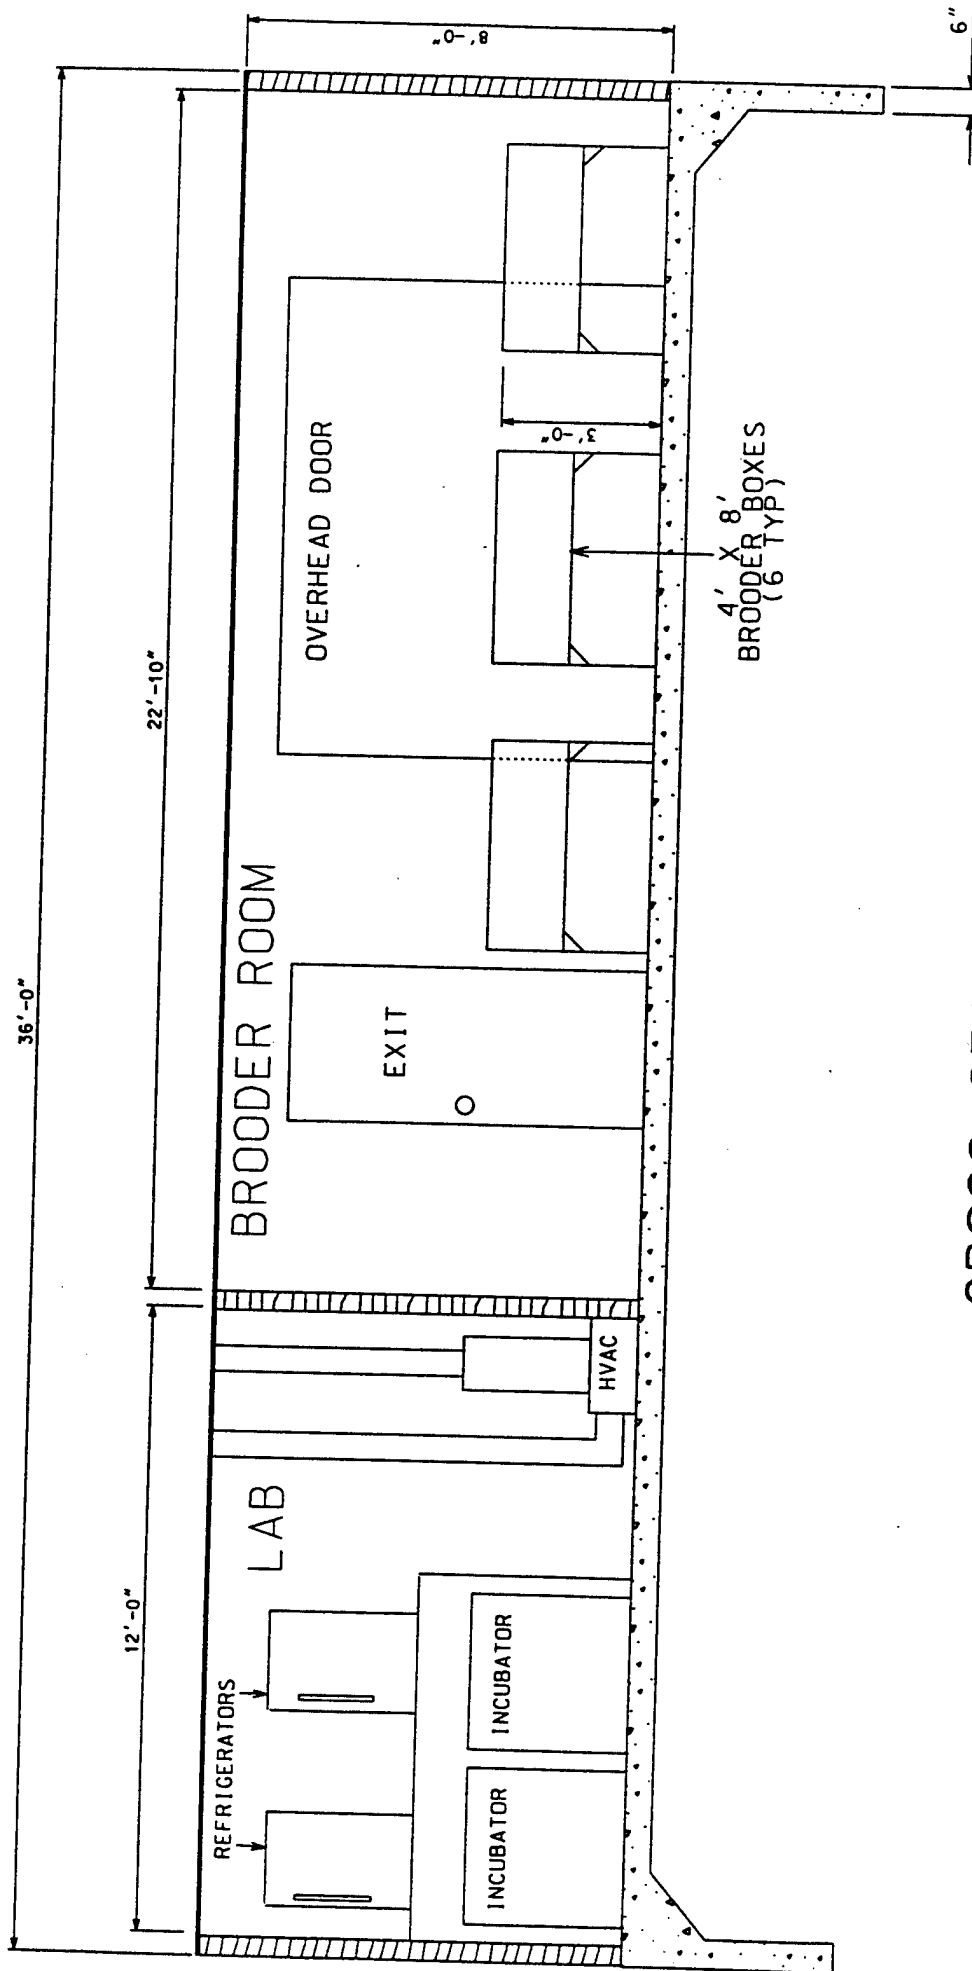 36'-0"
12'-0"
22'-10"
8'-0"
REFRIGERATORS
LAB
BROODER ROOM
OVERHEAD DOOR
EXIT
3'-0"
INCUBATOR
INCUBATOR
HVAC
4' X 8'
BROODER BOXES
(6 TYP)
6"